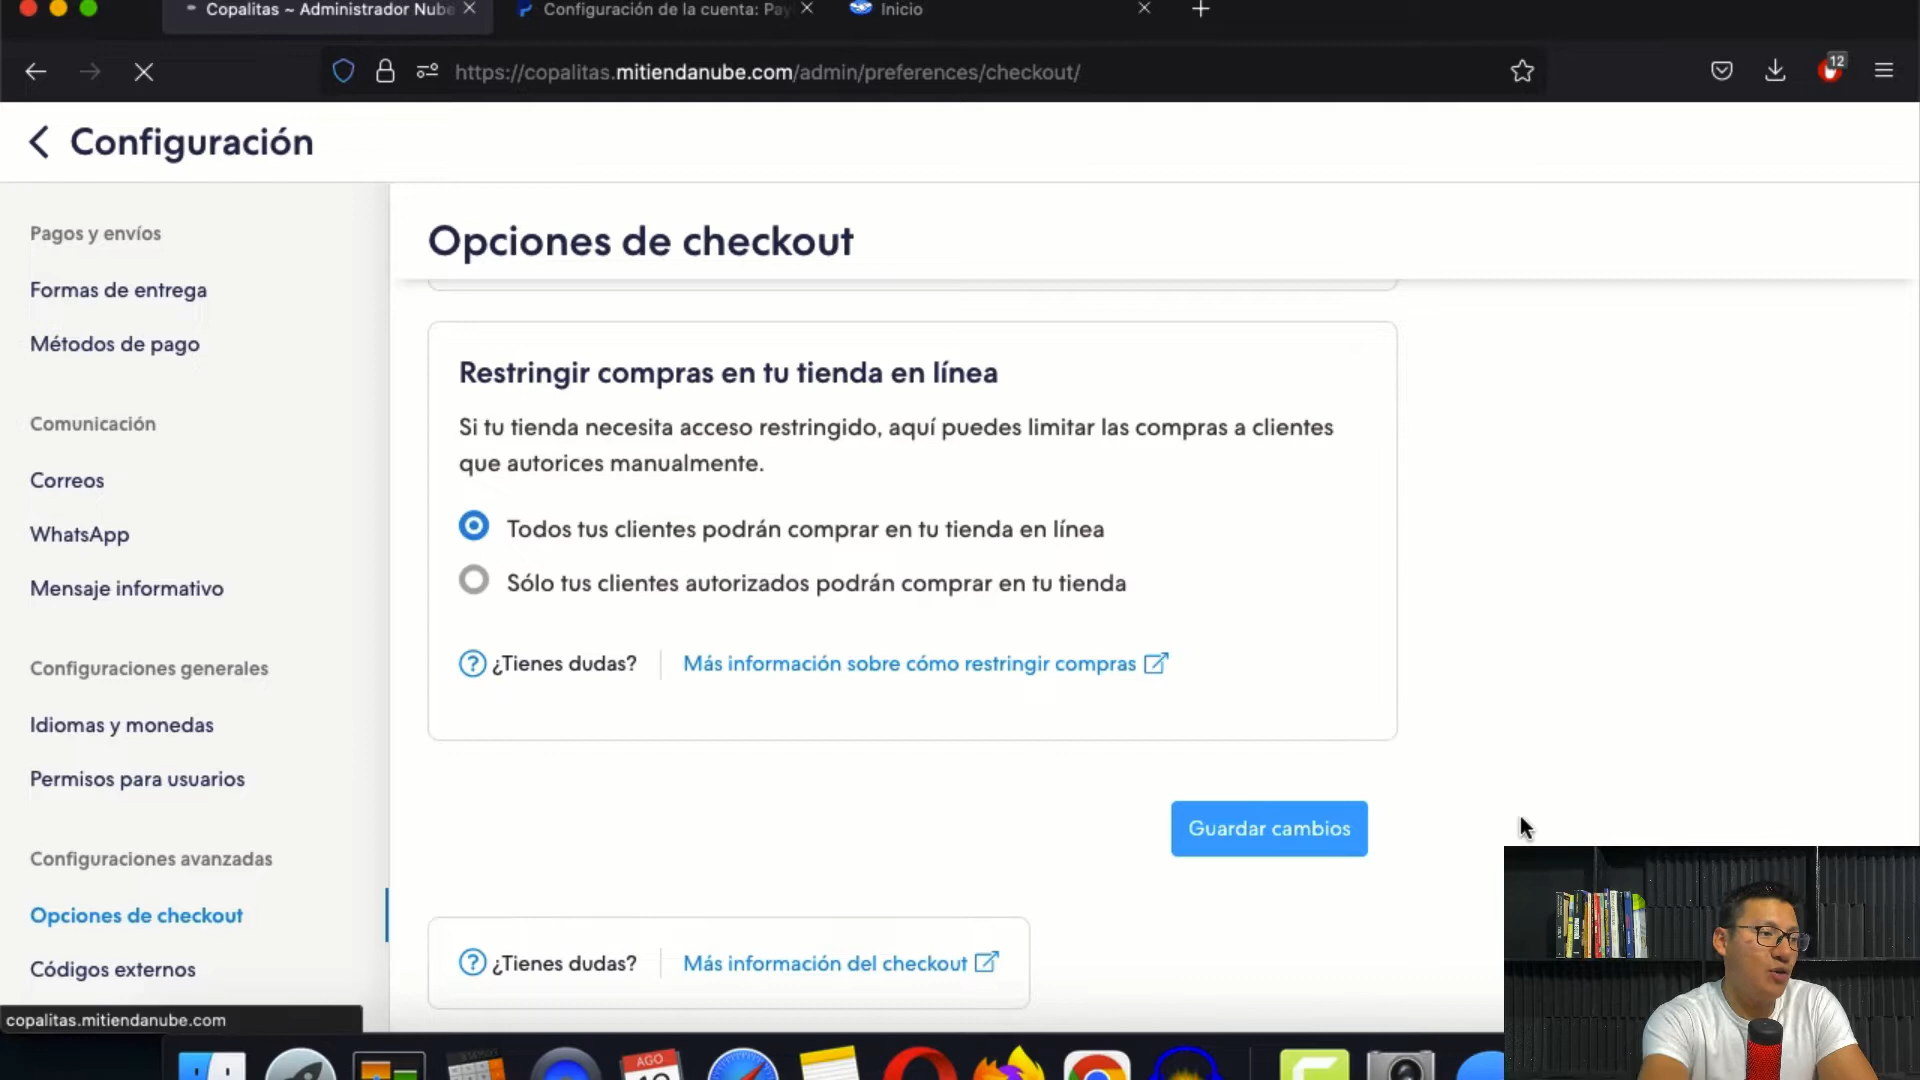 Copalitas ~ Administrador Nube
Configuración de la cuenta: Pay
Inicio
https://copalitas.mitiendanube.com/admin/preferences/checkout/
12
Configuración
Pagos y envíos
Formas de entrega
Métodos de pago
Comunicación
Correos
WhatsApp
Mensaje informativo
Configuraciones generales
Idiomas y monedas
Permisos para usuarios
Configuraciones avanzadas
Opciones de checkout
Códigos externos
copalitas.mitiendanube.com
Opciones de checkout
Restringir compras en tu tienda en línea
Si tu tienda necesita acceso restringido, aquí puedes limitar las compras a clientes
que autorices manualmente.
Todos tus clientes podrán comprar en tu tienda en línea
Sólo tus clientes autorizados podrán comprar en tu tienda
¿Tienes dudas?
Más información sobre cómo restringir compras
Guardar cambios
¿Tienes dudas?
Más información del checkout
AGO